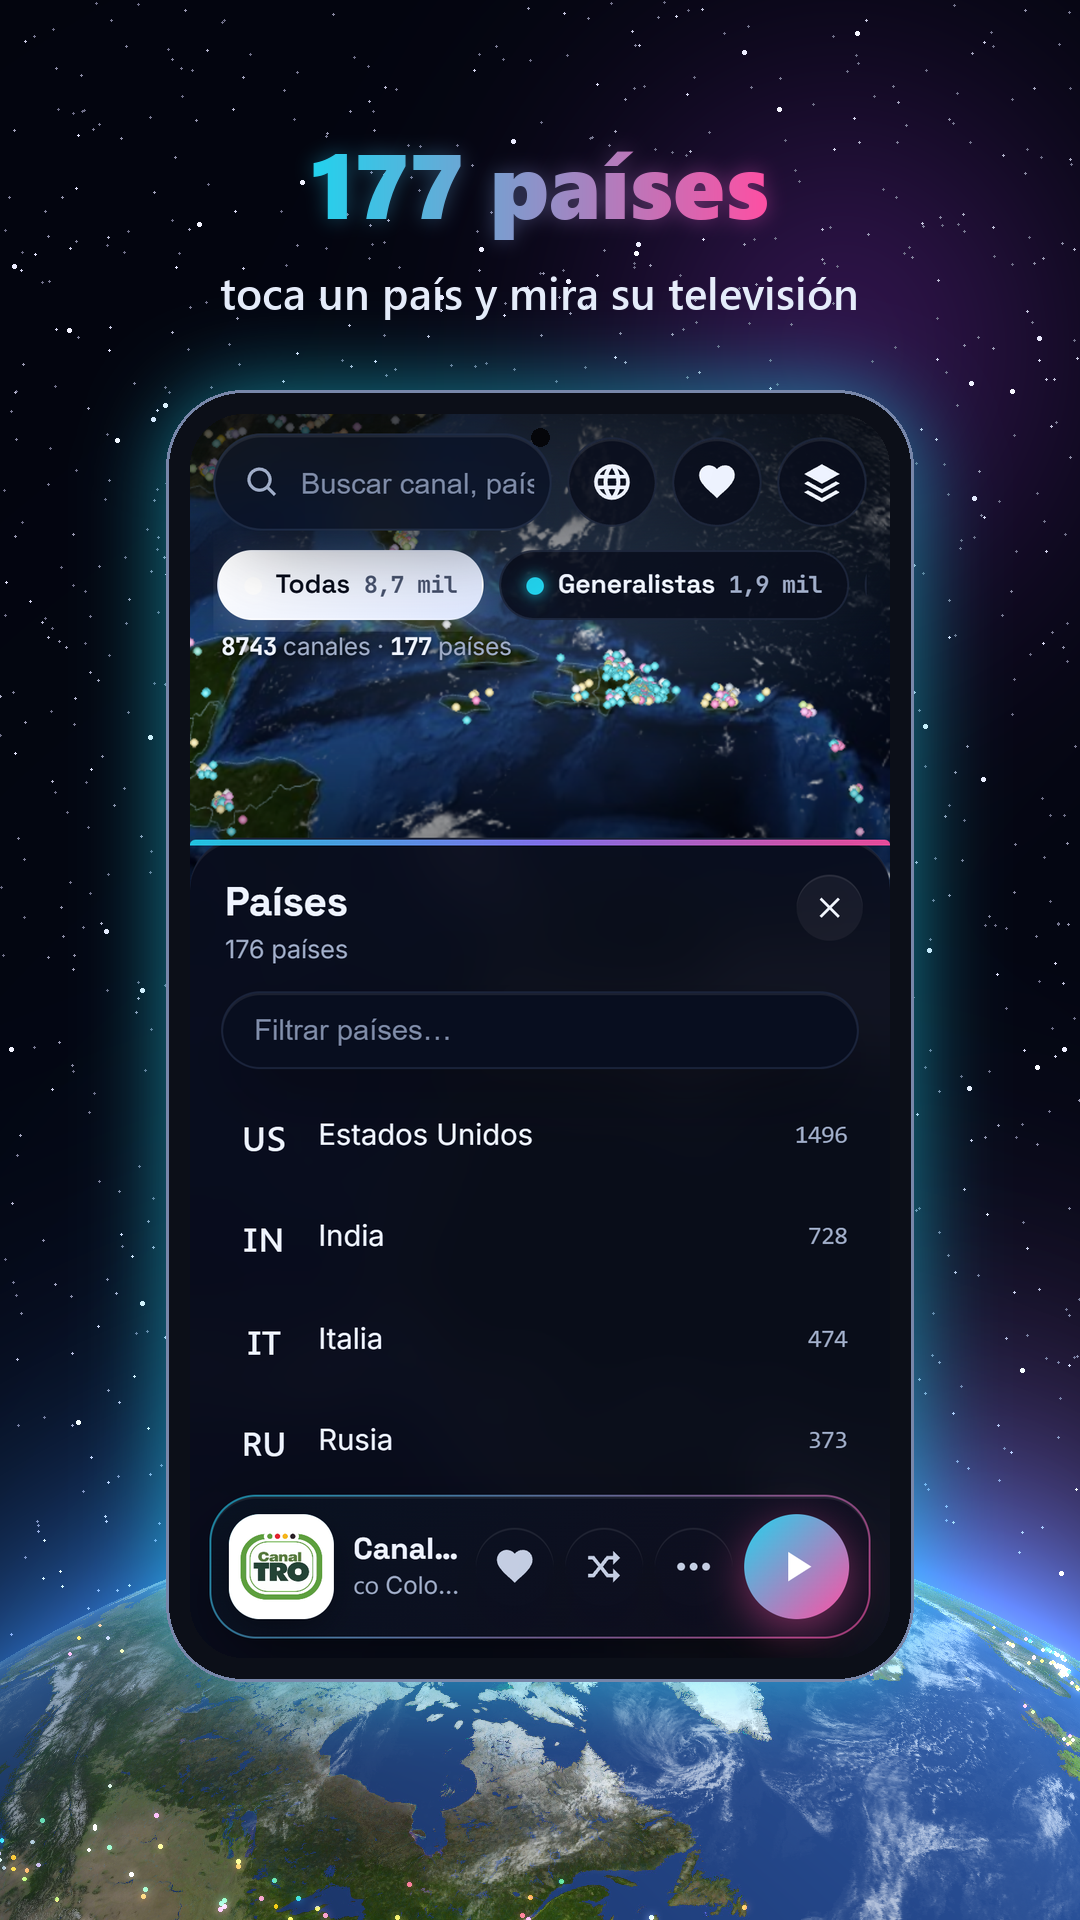 177 países
toca un país y mira su televisión
Buscar canal, país
Todas 8,7 mil
Generalistas 1,9 mil
8743 canales · 177 países
Países
176 países
Filtrar países...
US Estados Unidos 1496
IN India 728
IT Italia 474
RU Rusia 373
Canal TRO
Canal...
co Colo...